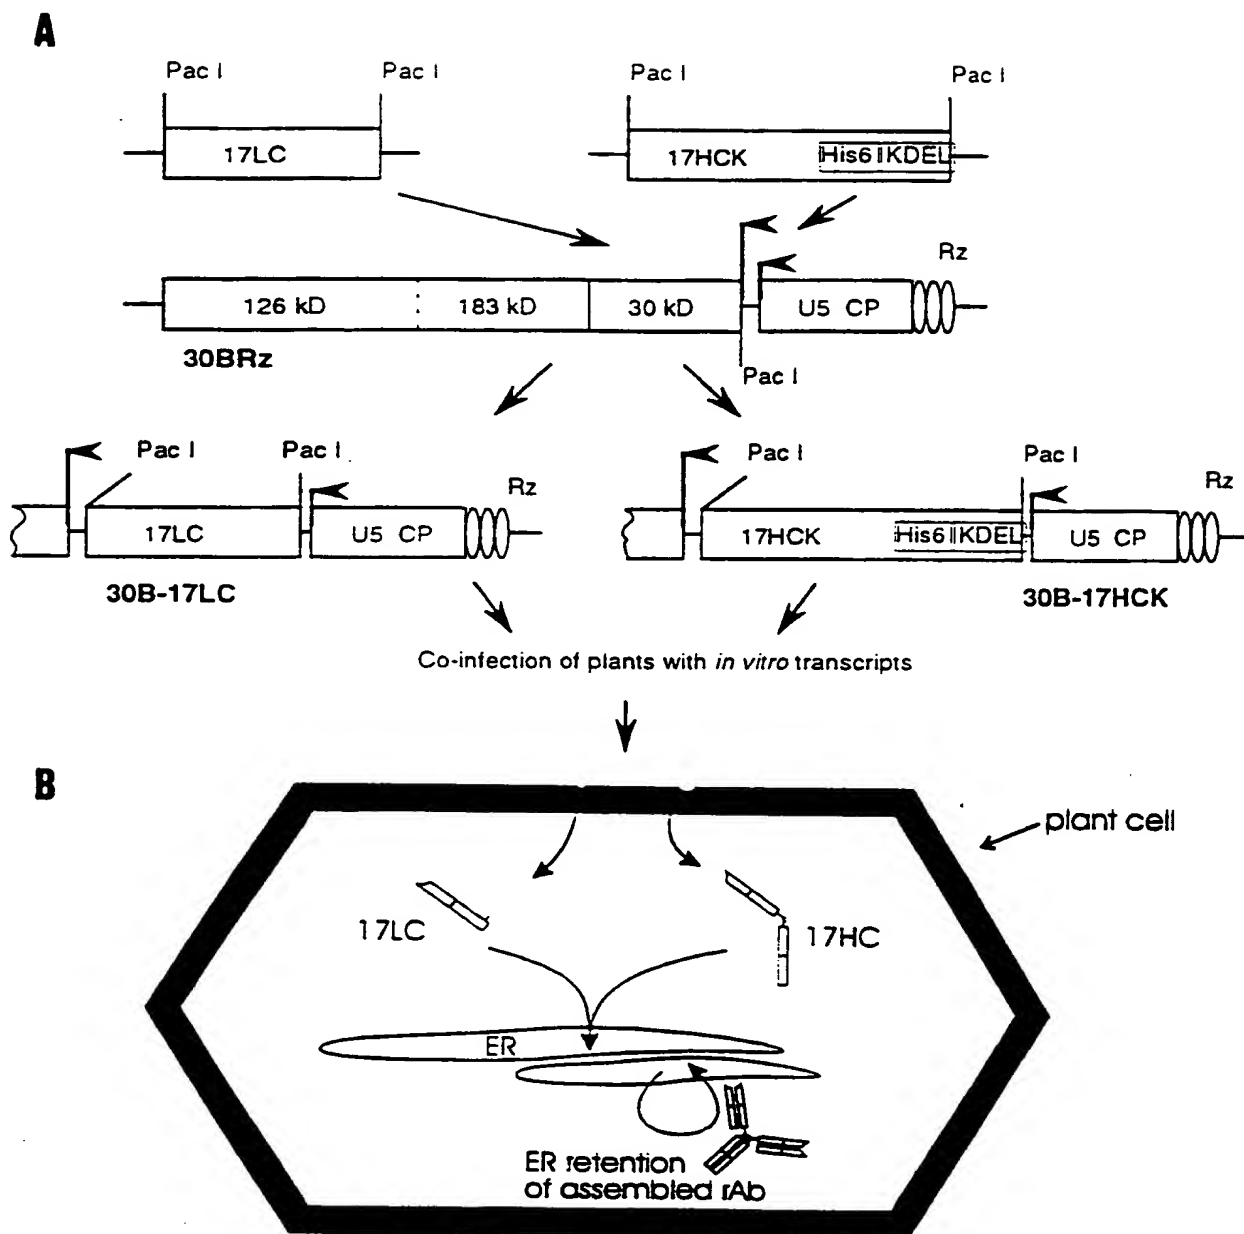 A
Pac I Pac I Pac I Pac I
17LC 17HCK His6 KDEL
Rz
126 kD 183 kD 30 kD U5 CP
30BRz
Pac I
Pac I Pac I Pac I Pac I
Rz Rz
17LC U5 CP 17HCK His6 KDEL U5 CP
30B-17LC 30B-17HCK
Co-infection of plants with in vitro transcripts
B
plant cell
17LC 17HC
ER
ER retention
of assembled rAb